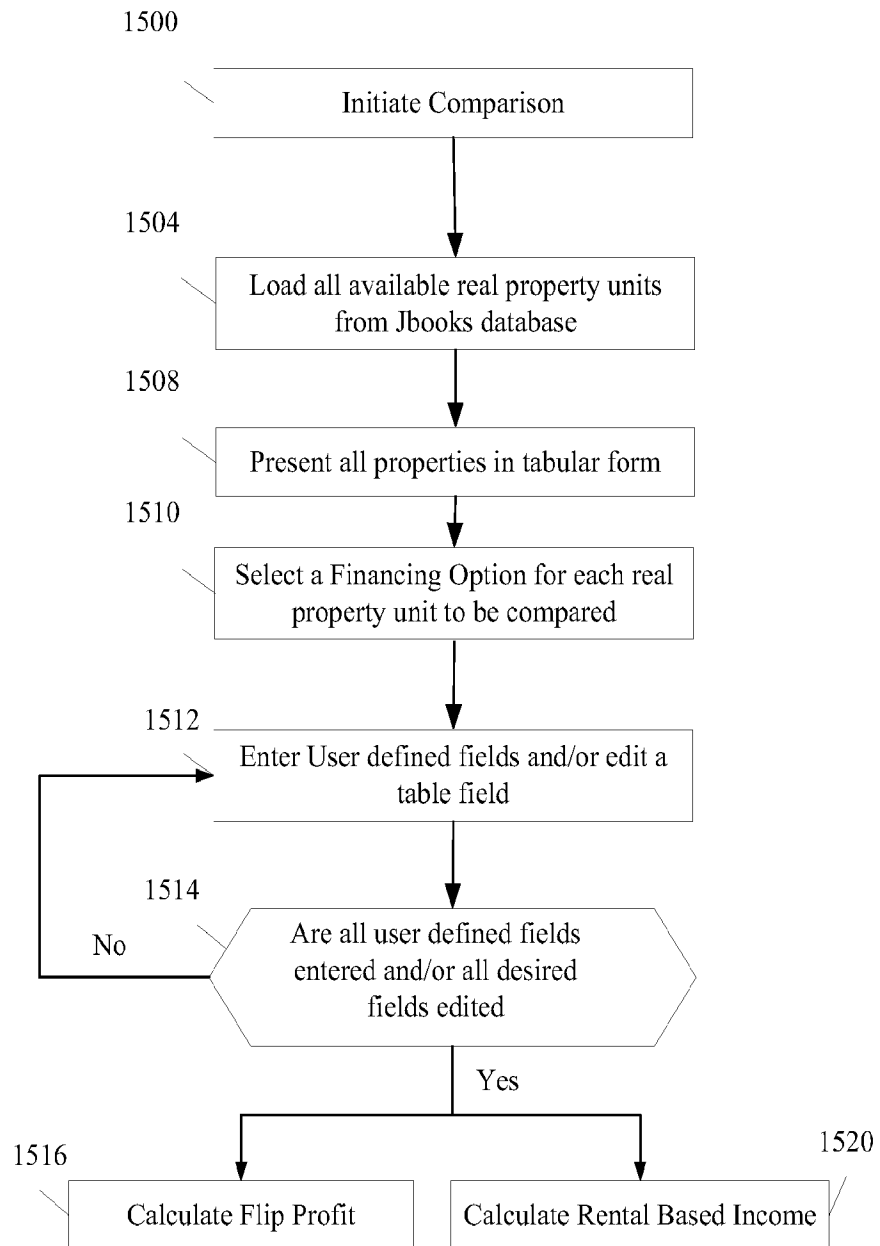 1500
Initiate Comparison
1504
Load all available real property units
from Jbooks database
1508
Present all properties in tabular form
1510
Select a Financing Option for each real
property unit to be compared
1512
Enter User defined fields and/or edit a
table field
1514
Are all user defined fields
entered and/or all desired
fields edited
No
Yes
1516
Calculate Flip Profit
1520
Calculate Rental Based Income